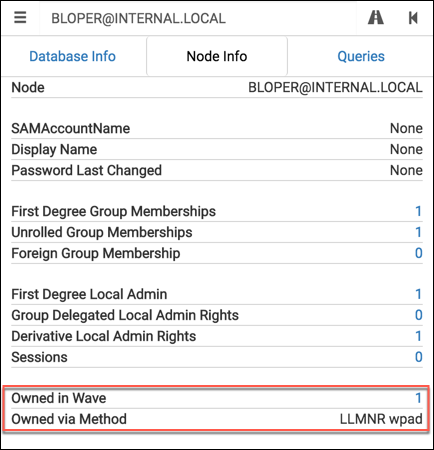 BLOPER@INTERNAL.LOCAL
Database Info Node Info Queries
Node BLOPER@INTERNAL.LOCAL
SAMAccountName None
Display Name None
Password Last Changed None
First Degree Group Memberships 1
Unrolled Group Memberships 1
Foreign Group Membership 0
First Degree Local Admin 1
Group Delegated Local Admin Rights 0
Derivative Local Admin Rights 1
Sessions 0
Owned in Wave 1
Owned via Method LLMNR wpad